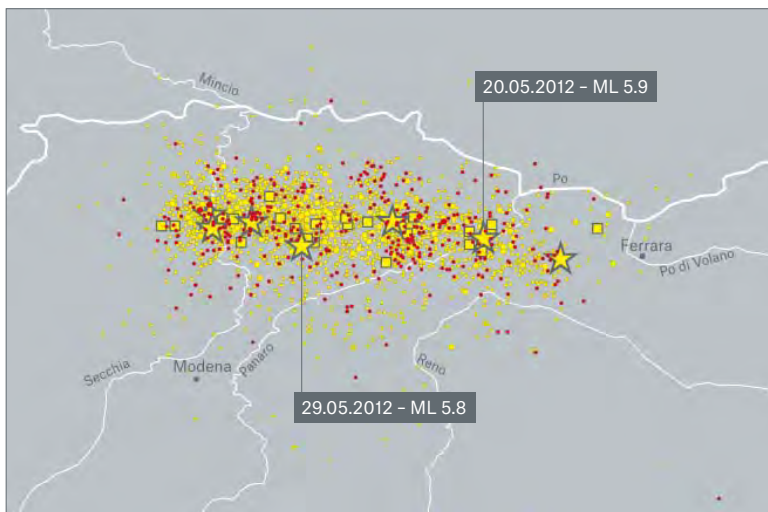 Mincio
20.05.2012 – ML 5.9
Po
Ferrara
Po di Volano
Secchia
Modena
Panaro
Reno
29.05.2012 – ML 5.8